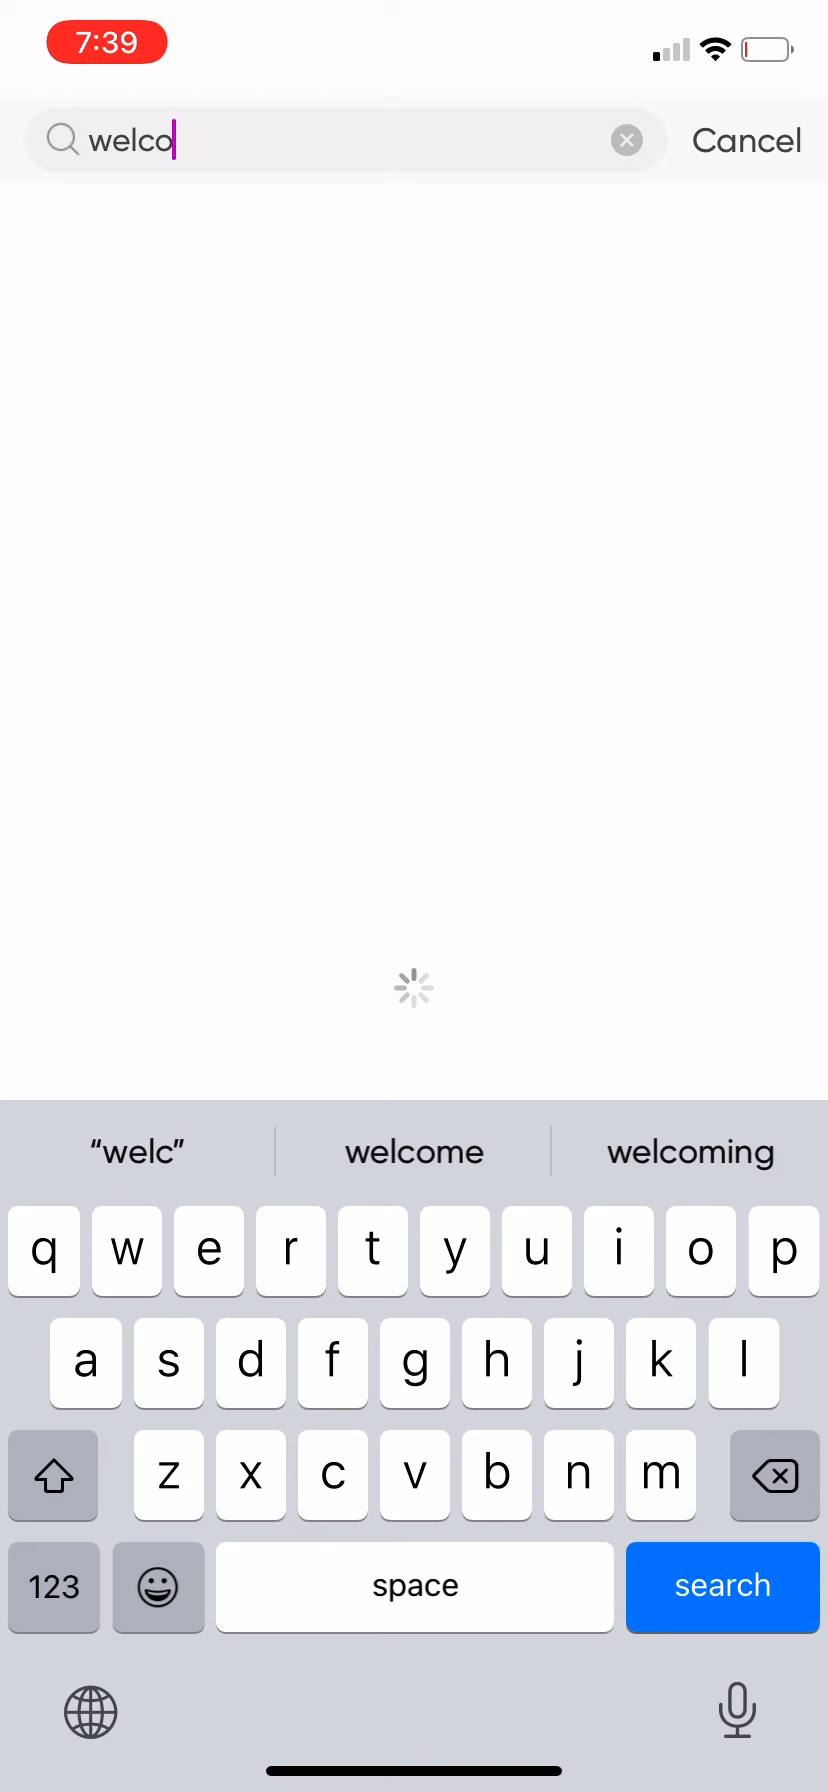 7:39
welco
Cancel
“welc” welcome welcoming
q w e r t y u i o p
a s d f g h j k l
z x c v b n m
123 space search